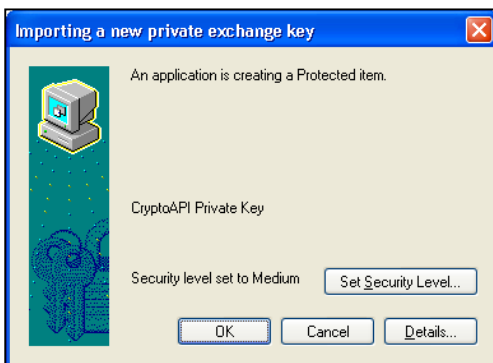 Importing a new private exchange key
An application is creating a Protected item.
CryptoAPI Private Key
Security level set to Medium
Set Security Level...
OK
Cancel
Details...